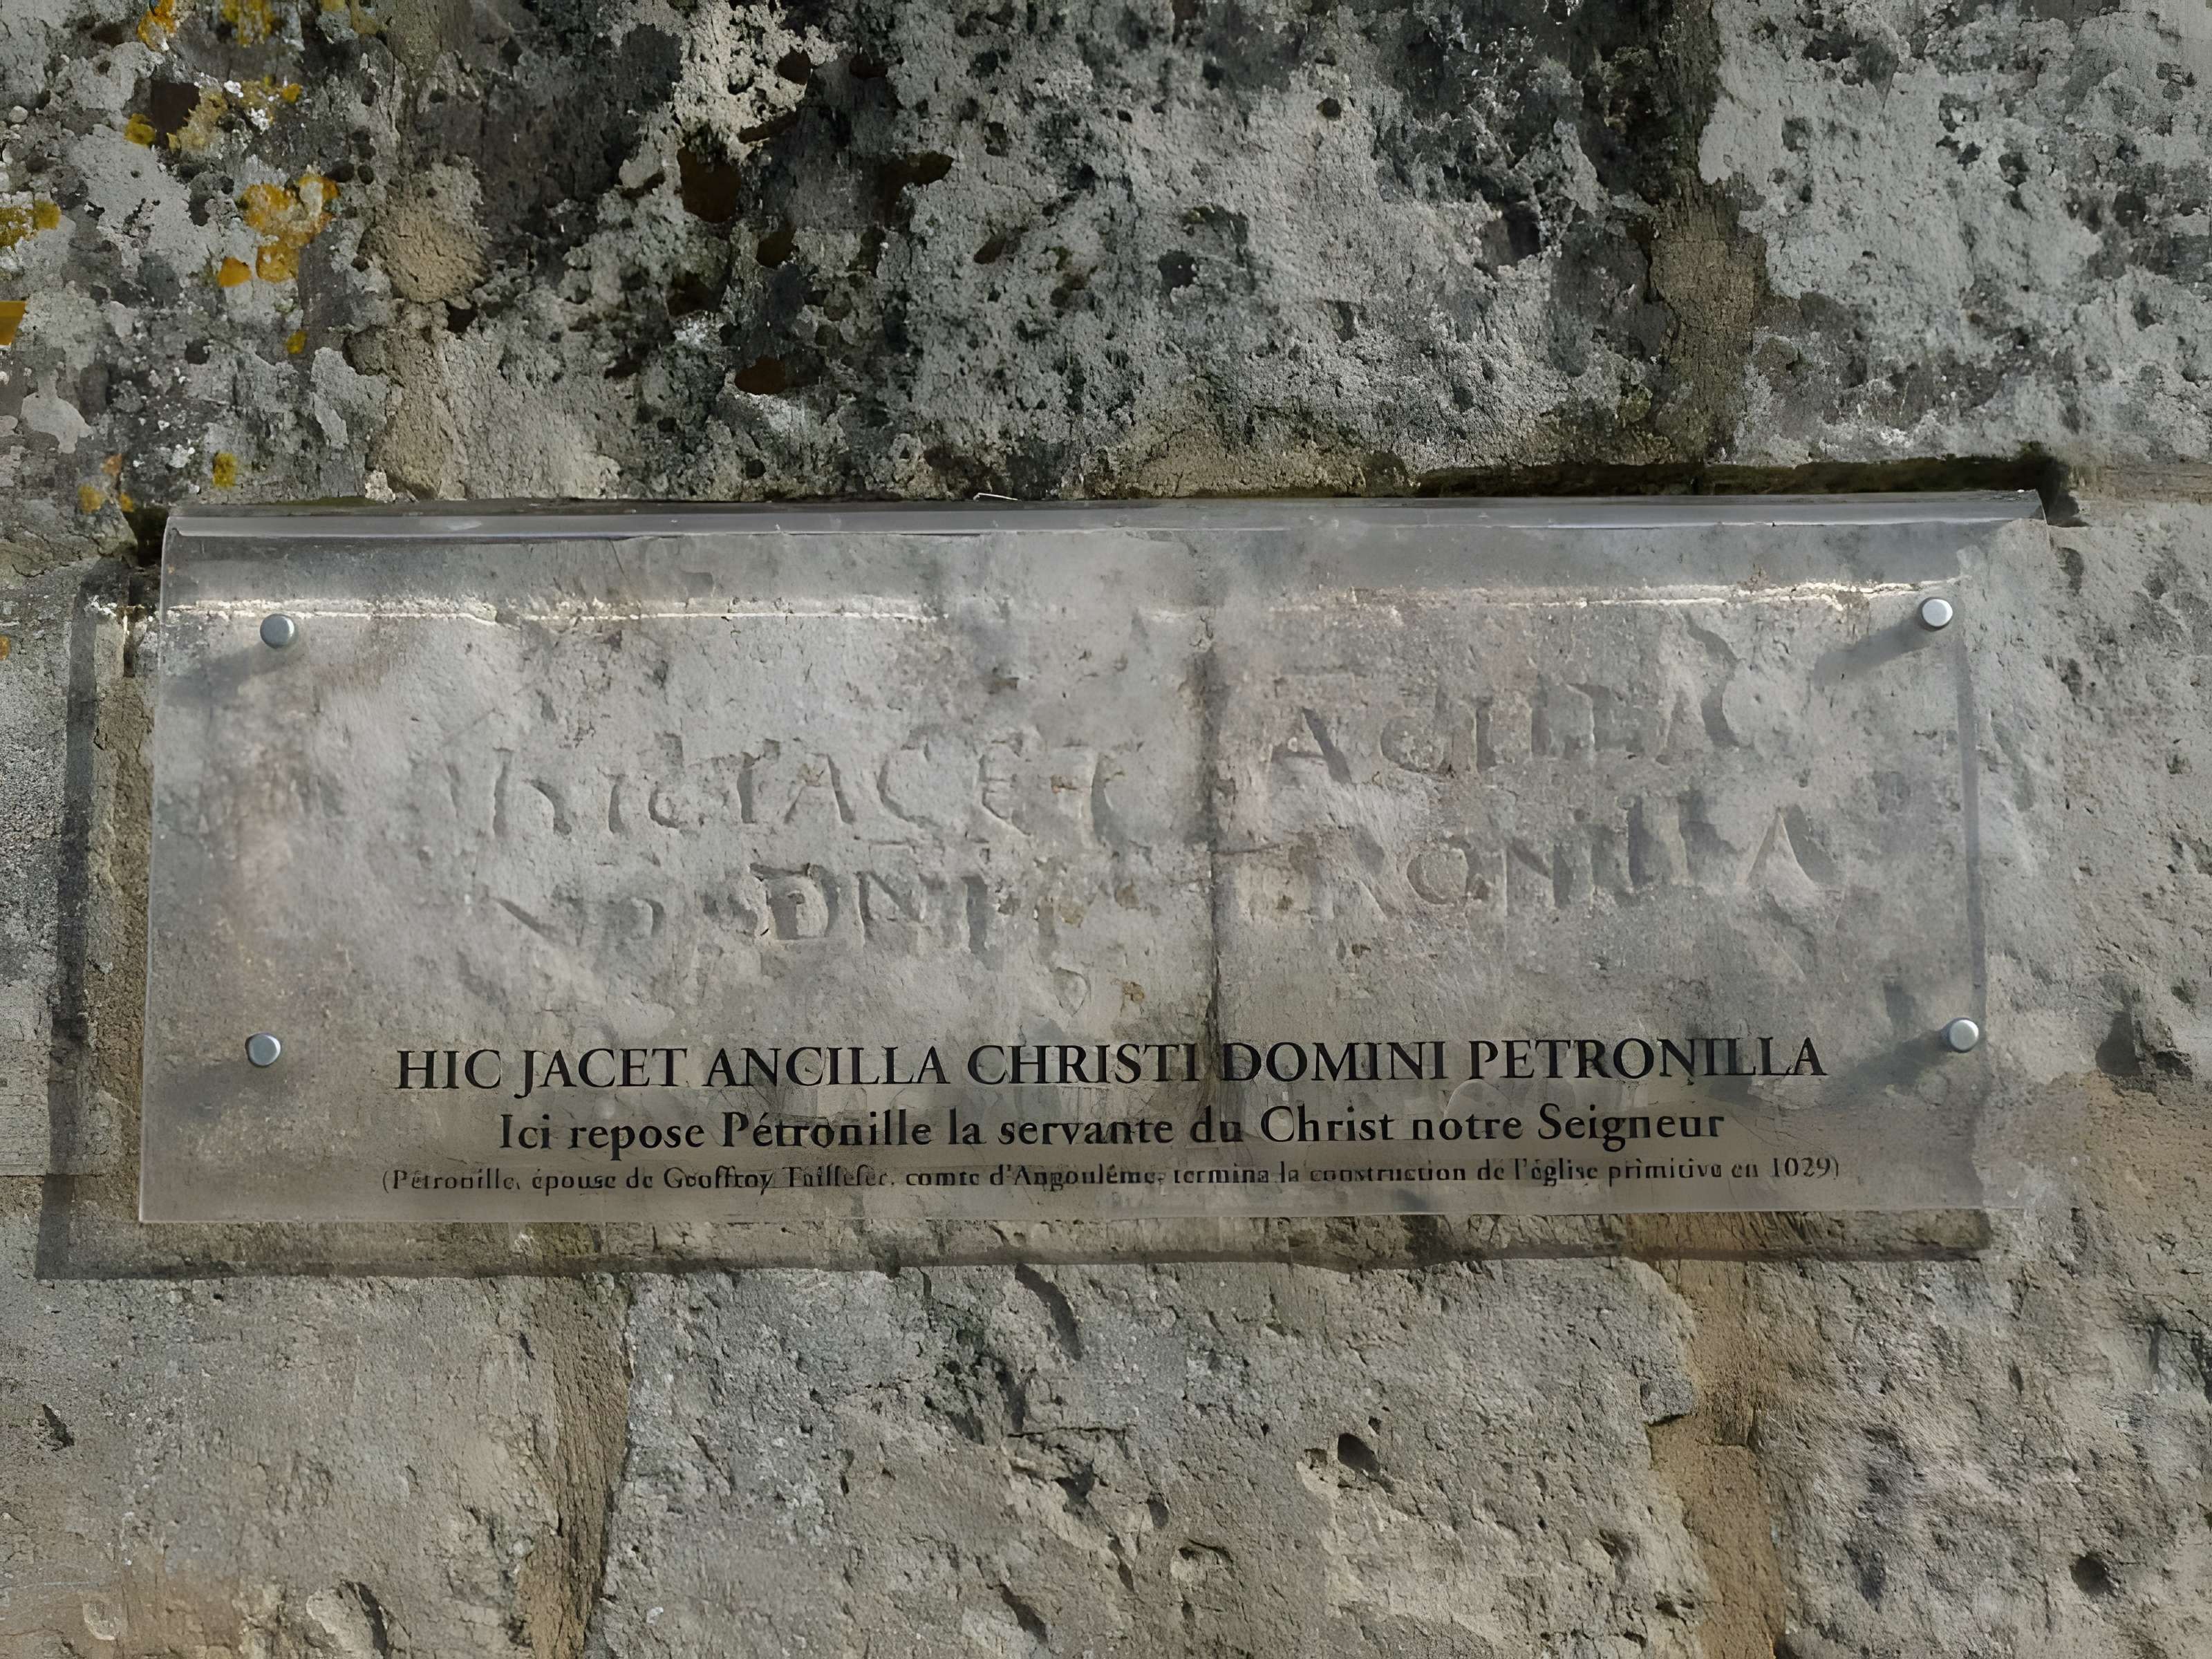 HIC JACET ANCILLA CHRISTI DOMINI PETRONILLA
Ici repose Pétronille la servante du Christ notre Seigneur
(Pétronille, épouse de Geoffroy Taillefer, comte d'Angoulême, termina la construction de l'église primitive en 1029)